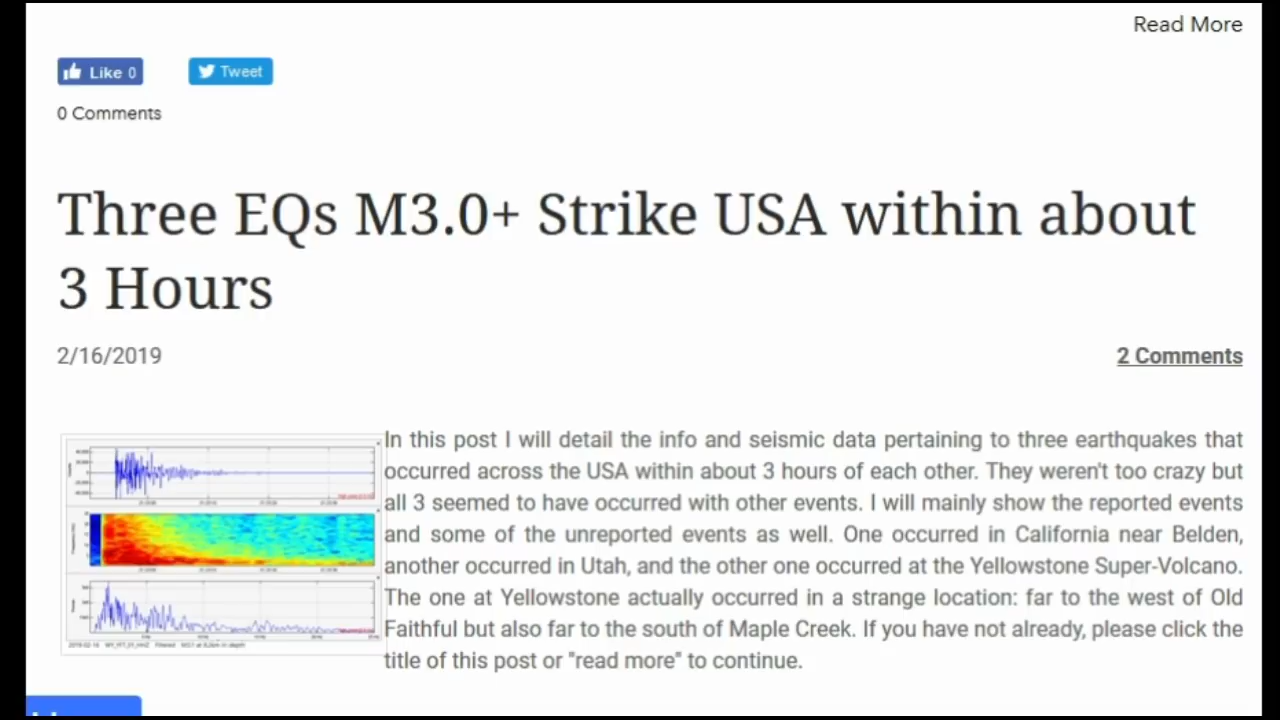 Read More
Like 0
Tweet
0 Comments
Three EQs M3.0+ Strike USA within about
3 Hours
2/16/2019
2 Comments
In this post I will detail the info and seismic data pertaining to three earthquakes that
occurred across the USA within about 3 hours of each other. They weren't too crazy but
all 3 seemed to have occurred with other events. I will mainly show the reported events
and some of the unreported events as well. One occurred in California near Belden,
another occurred in Utah, and the other one occurred at the Yellowstone Super-Volcano.
The one at Yellowstone actually occurred in a strange location: far to the west of Old
Faithful but also far to the south of Maple Creek. If you have not already, please click the
title of this post or "read more" to continue.